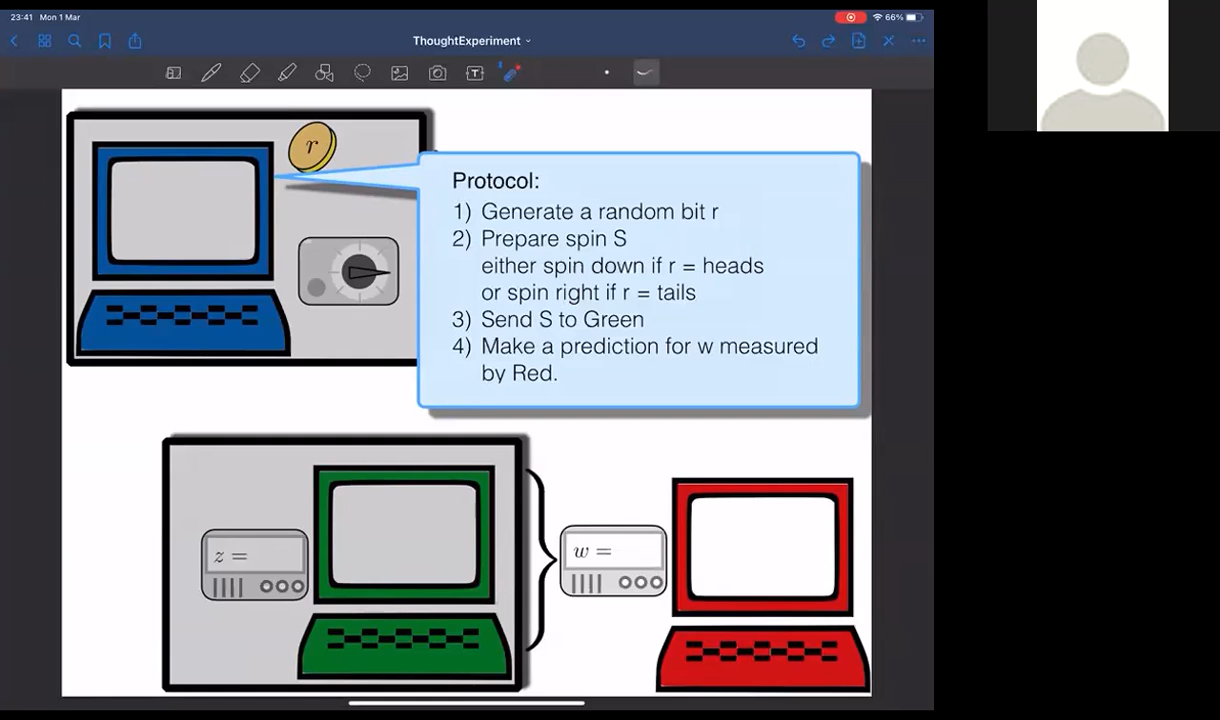 23:41 Mon 1 Mar
66%
ThoughtExperiment
T
r
Protocol:
1) Generate a random bit r
2) Prepare spin S
either spin down if r = heads
or spin right if r = tails
3) Send S to Green
4) Make a prediction for w measured
by Red.
z =
w =